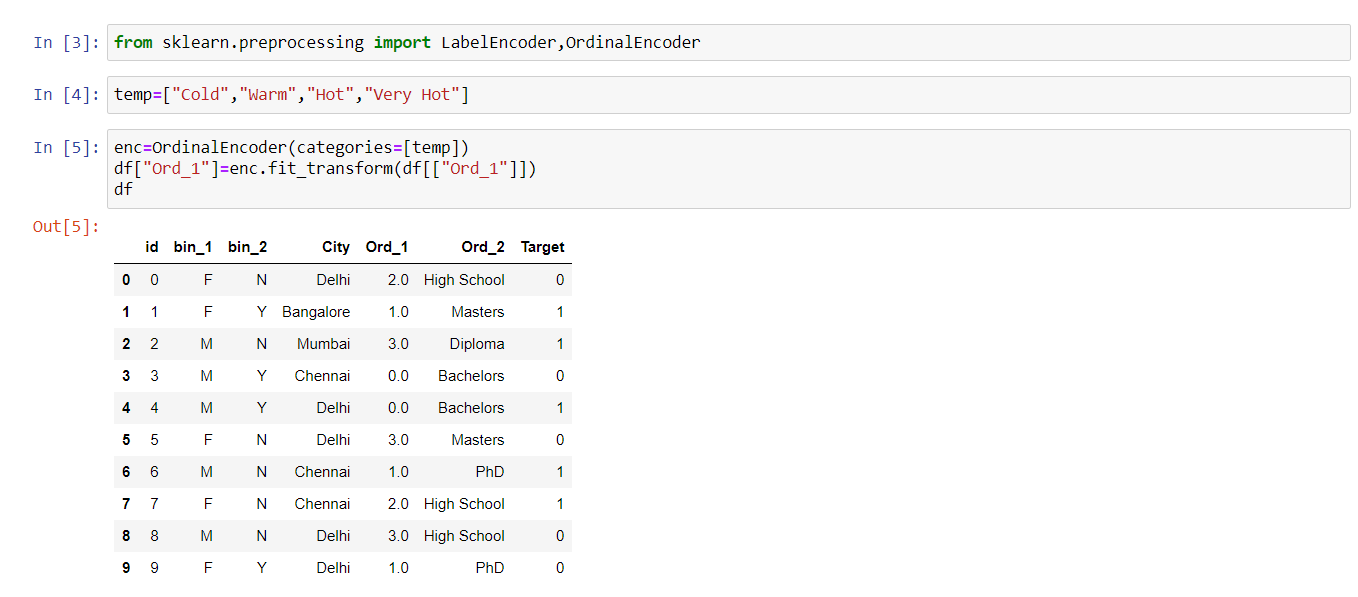 In [3]: from sklearn.preprocessing import LabelEncoder,OrdinalEncoder
In [4]: temp=["Cold","Warm","Hot","Very Hot"]
In [5]: enc=OrdinalEncoder(categories=[temp])
df["Ord_1"]=enc.fit_transform(df[["Ord_1"]])
df
Out[5]:
id bin_1 bin_2 City Ord_1 Ord_2 Target
0 0 F N Delhi 2.0 High School 0
1 1 F Y Bangalore 1.0 Masters 1
2 2 M N Mumbai 3.0 Diploma 1
3 3 M Y Chennai 0.0 Bachelors 0
4 4 M Y Delhi 0.0 Bachelors 1
5 5 F N Delhi 3.0 Masters 0
6 6 M N Chennai 1.0 PhD 1
7 7 F N Chennai 2.0 High School 1
8 8 M N Delhi 3.0 High School 0
9 9 F Y Delhi 1.0 PhD 0